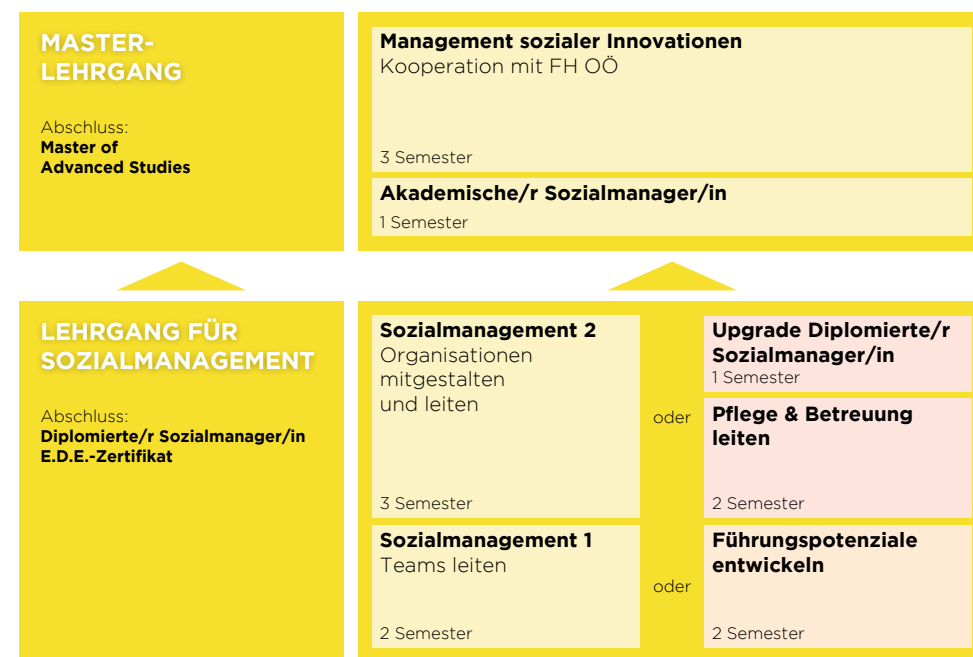 MASTER-
LEHRGANG
Abschluss:
Master of
Advanced Studies
Management sozialer Innovationen
Kooperation mit FH OÖ
3 Semester
Akademische/r Sozialmanager/in
1 Semester
LEHRGANG FÜR
SOZIALMANAGEMENT
Abschluss:
Diplomierte/r Sozialmanager/in
E.D.E.-Zertifikat
Sozialmanagement 2
Organisationen
mitgestalten
und leiten
3 Semester
oder
Upgrade Diplomierte/r
Sozialmanager/in
1 Semester
Pflege & Betreuung
leiten
2 Semester
Sozialmanagement 1
Teams leiten
2 Semester
oder
Führungspotenziale
entwickeln
2 Semester